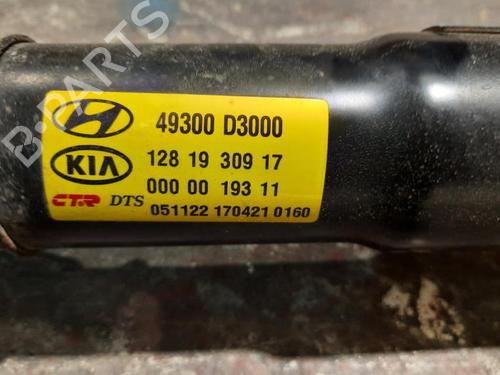 B-PARTS
49300 D3000
KIA 128 19 309 17
000 00 193 11
CTR DTS 051122 170421 0160